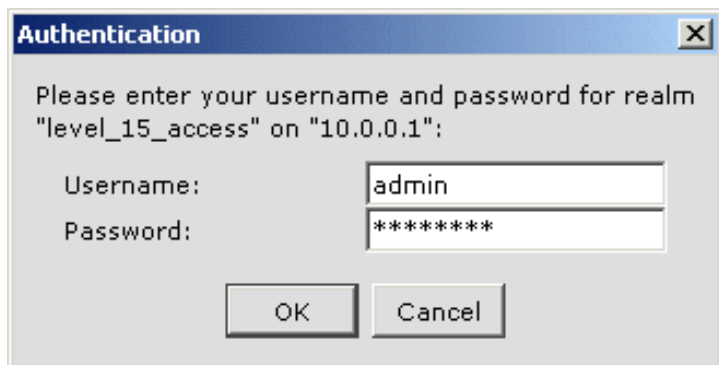 Authentication
Please enter your username and password for realm
"level_15_access" on "10.0.0.1":
Username: admin
Password: ********
OK Cancel